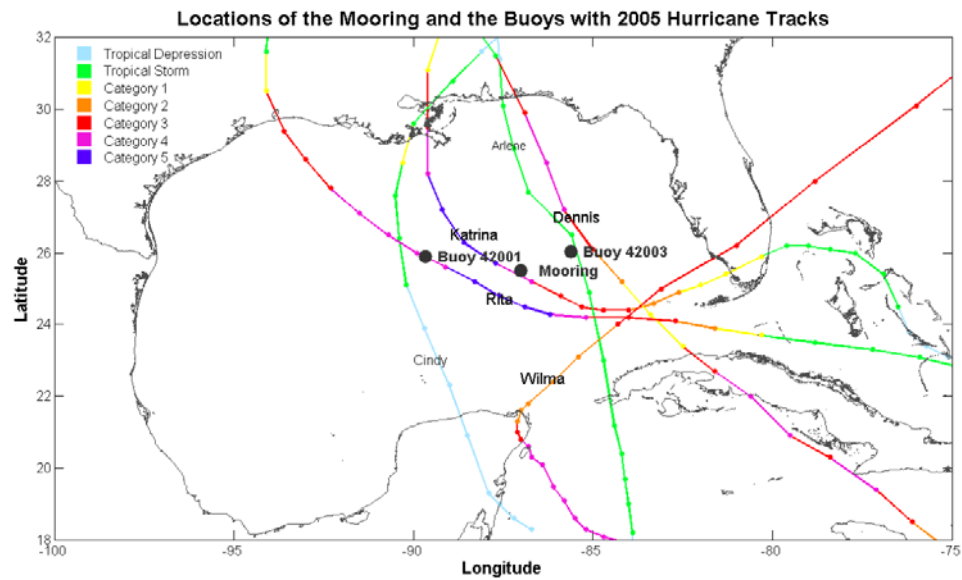 Locations of the Mooring and the Buoys with 2005 Hurricane Tracks
32
30
28
26
24
22
20
18
Latitude
Tropical Depression
Tropical Storm
Category 1
Category 2
Category 3
Category 4
Category 5
Arlene
Dennis
Katrina
Buoy 42001
Buoy 42003
Mooring
Rita
Cindy
Wilma
-100
-95
-90
-85
-80
-75
Longitude